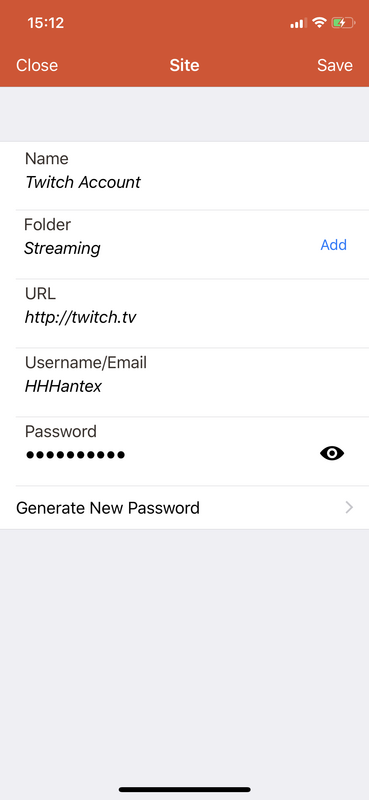 15:12
Close Site Save
Name
Twitch Account
Folder
Streaming Add
URL
http://twitch.tv
Username/Email
HHHantex
Password
●●●●●●●●●●
Generate New Password